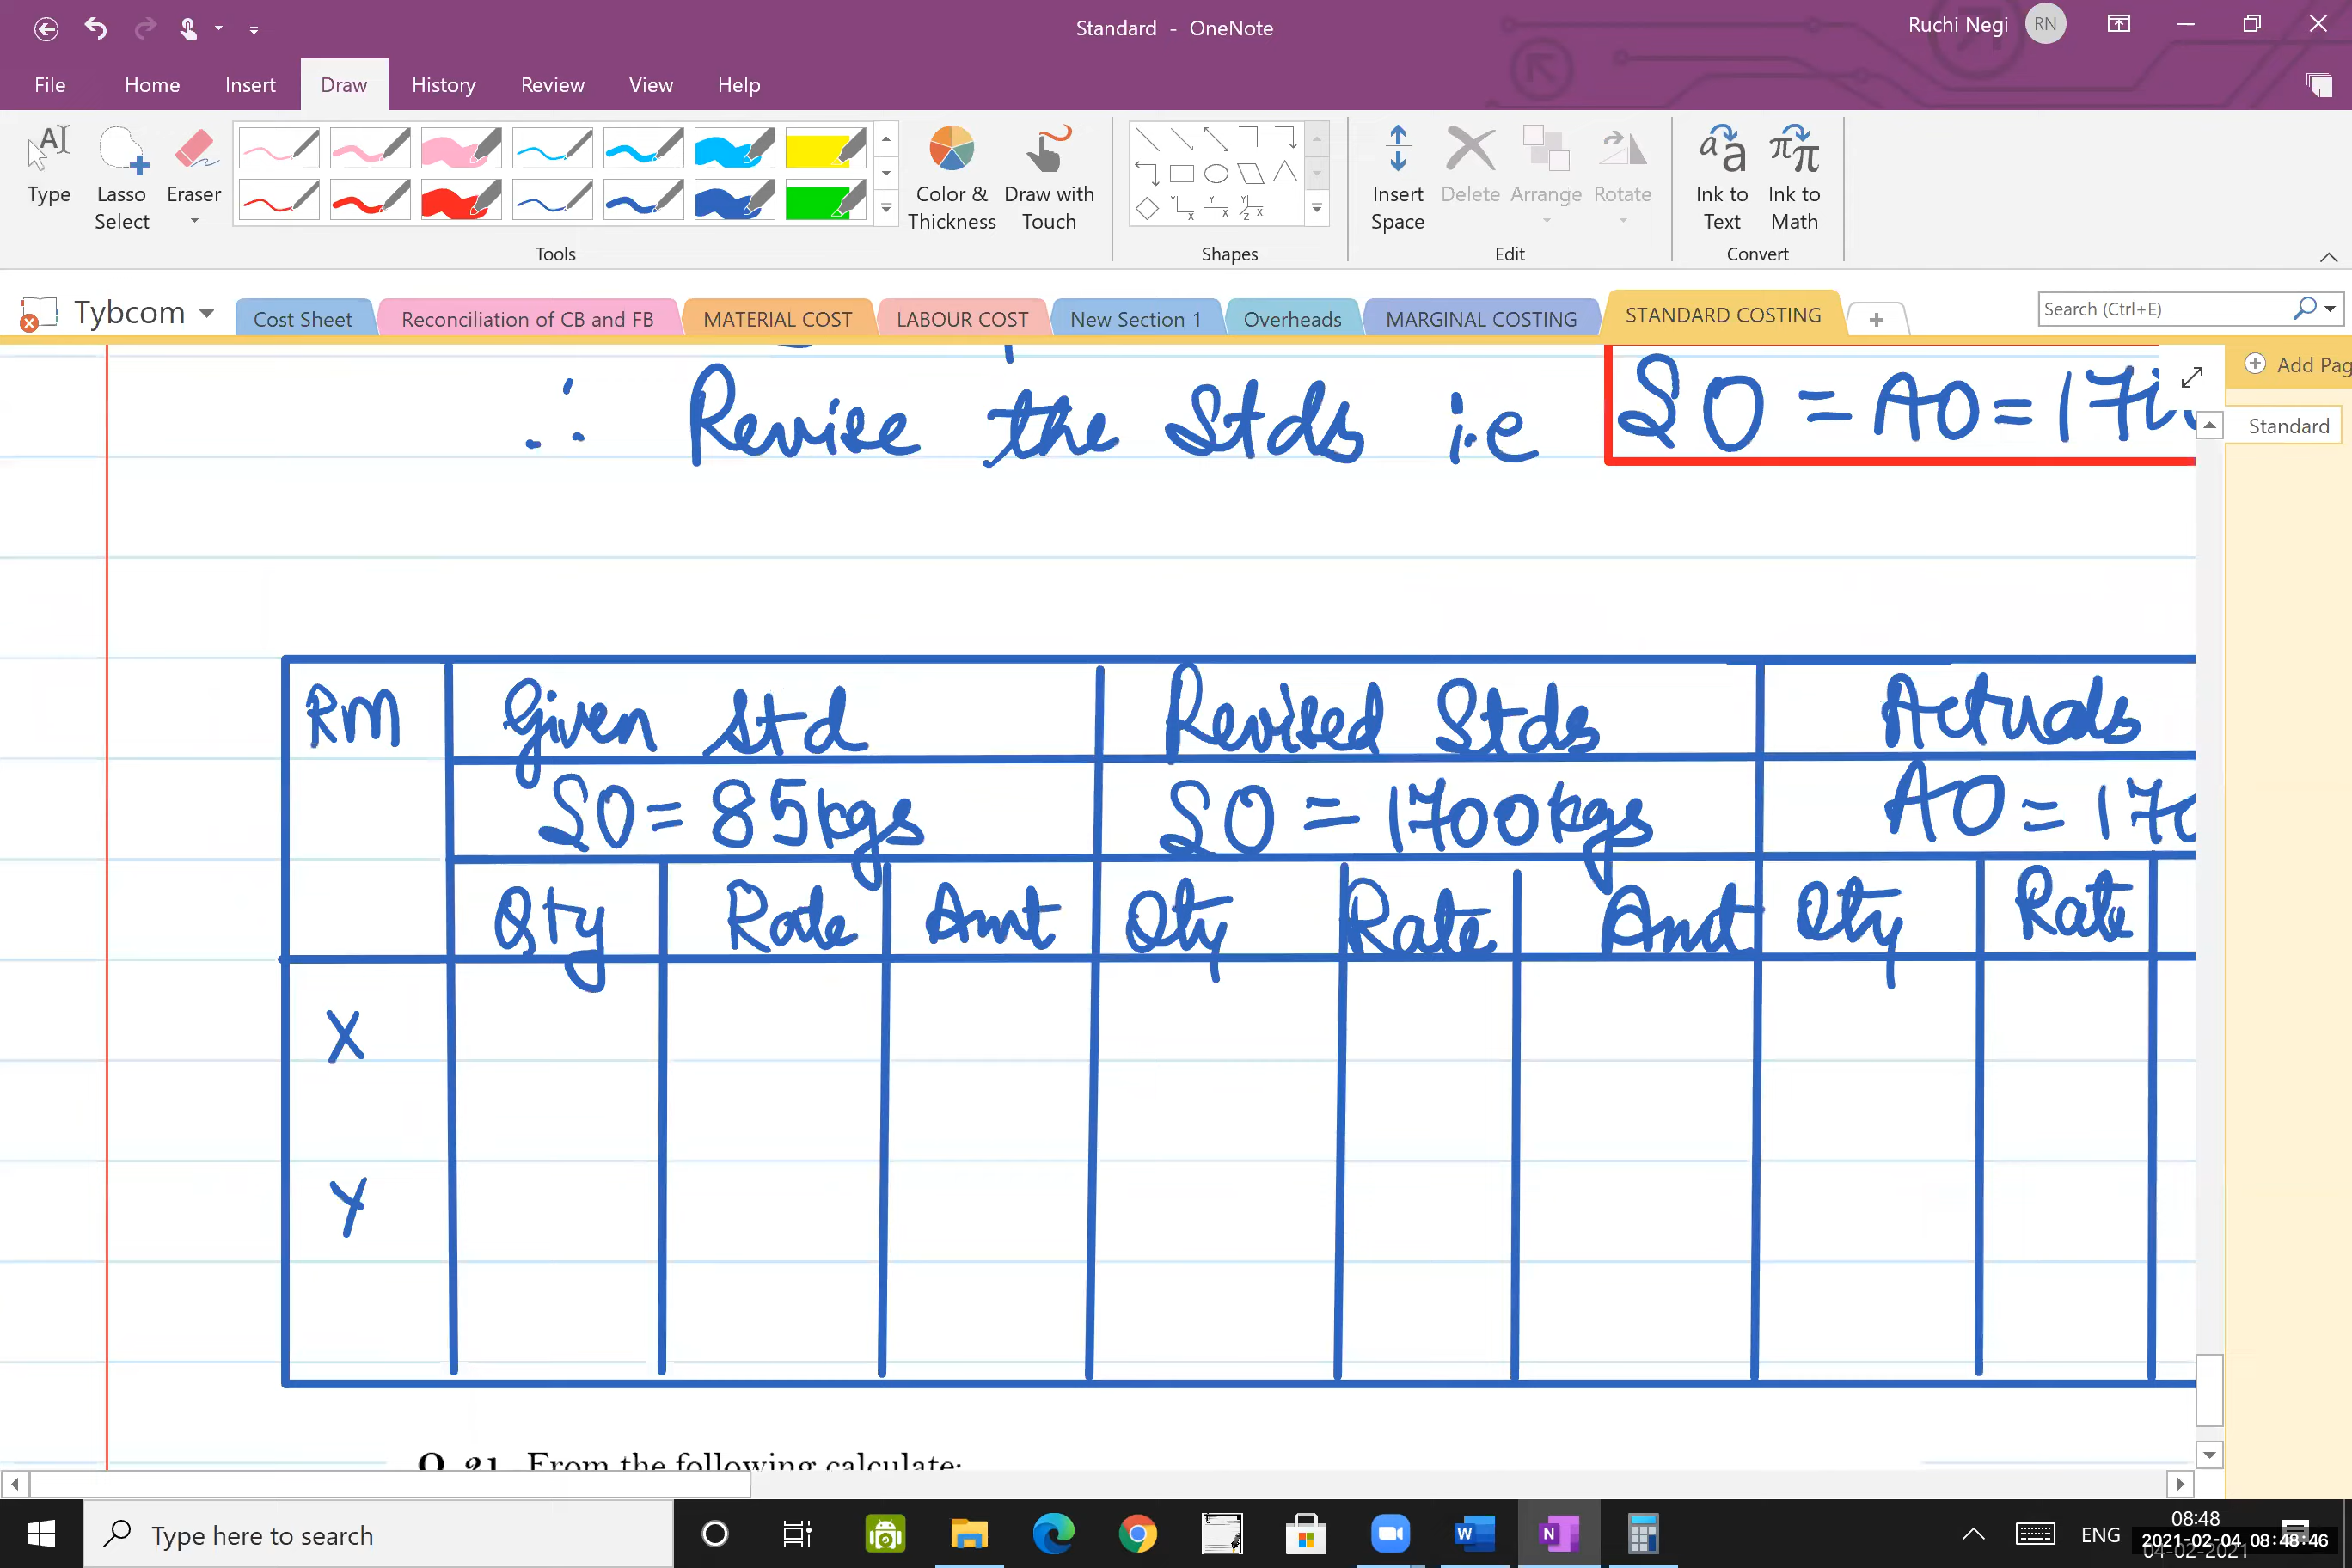 Standard - OneNote
Ruchi Negi RN
File Home Insert Draw History Review View Help
Type
Lasso Select
Eraser
Color & Thickness
Draw with Touch
Insert Space
Delete
Arrange
Rotate
Ink to Text
Ink to Math
Tools Shapes Edit Convert
Tybcom Cost Sheet Reconciliation of CB and FB MATERIAL COST LABOUR COST New Section 1 Overheads MARGINAL COSTING STANDARD COSTING Search (Ctrl+E)
Add Pag
Standard
∴ Revise the Stds i.e SO = AO = 170
RM Given Std Revised Stds Actuals
SO = 85kgs SO = 1700kgs AO = 170
Qty Rate Amt Qty Rate Amt Qty Rate
X
Y
Q. 21. From the following calculate:
Type here to search
ENG
08:48
2021-02-04 08:48:46
04-02-2021